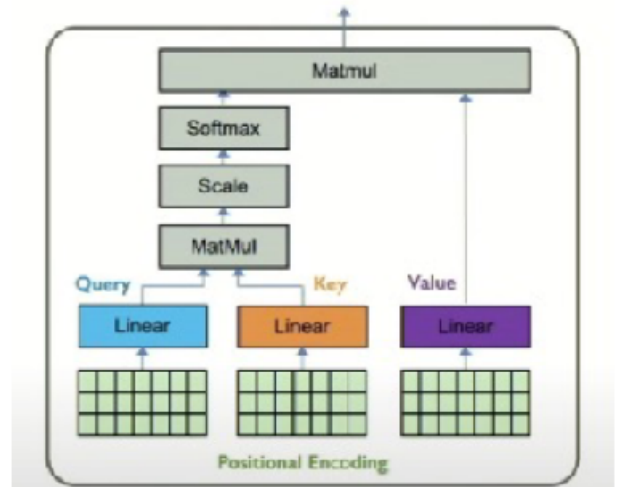 Matmul
Softmax
Scale
MatMul
Query
Key
Value
Linear
Linear
Linear
Positional Encoding